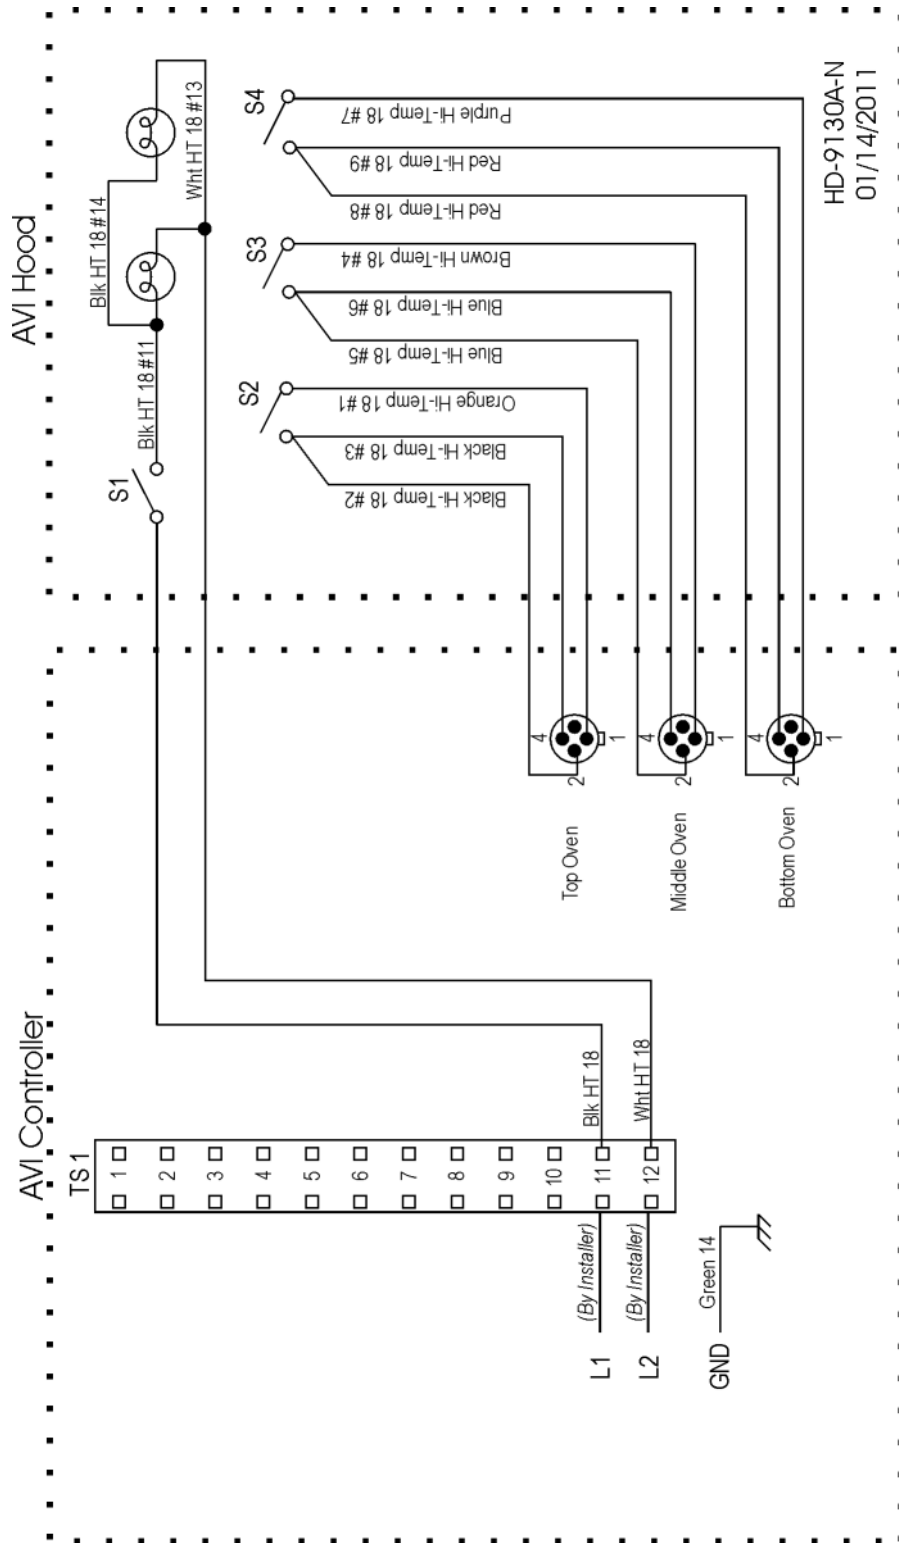 AVI Controller
AVI Hood
TS1
1
2
3
4
5
6
7
8
9
10
11
12
Blk HT 18
Wht HT 18
(By Installer)
(By Installer)
L1
L2
GND
Green 14
S1
Blk HT 18 #11
Blk HT 18 #14
Wht HT 18 #13
S2
Orange Hi-Temp 18 #1
Black Hi-Temp 18 #3
Black Hi-Temp 18 #2
S3
Brown Hi-Temp 18 #4
Blue Hi-Temp 18 #6
Blue Hi-Temp 18 #5
S4
Purple Hi-Temp 18 #7
Red Hi-Temp 18 #9
Red Hi-Temp 18 #8
Top Oven
2
4
1
Middle Oven
2
4
1
Bottom Oven
2
4
1
HD-9130A-N
01/14/2011